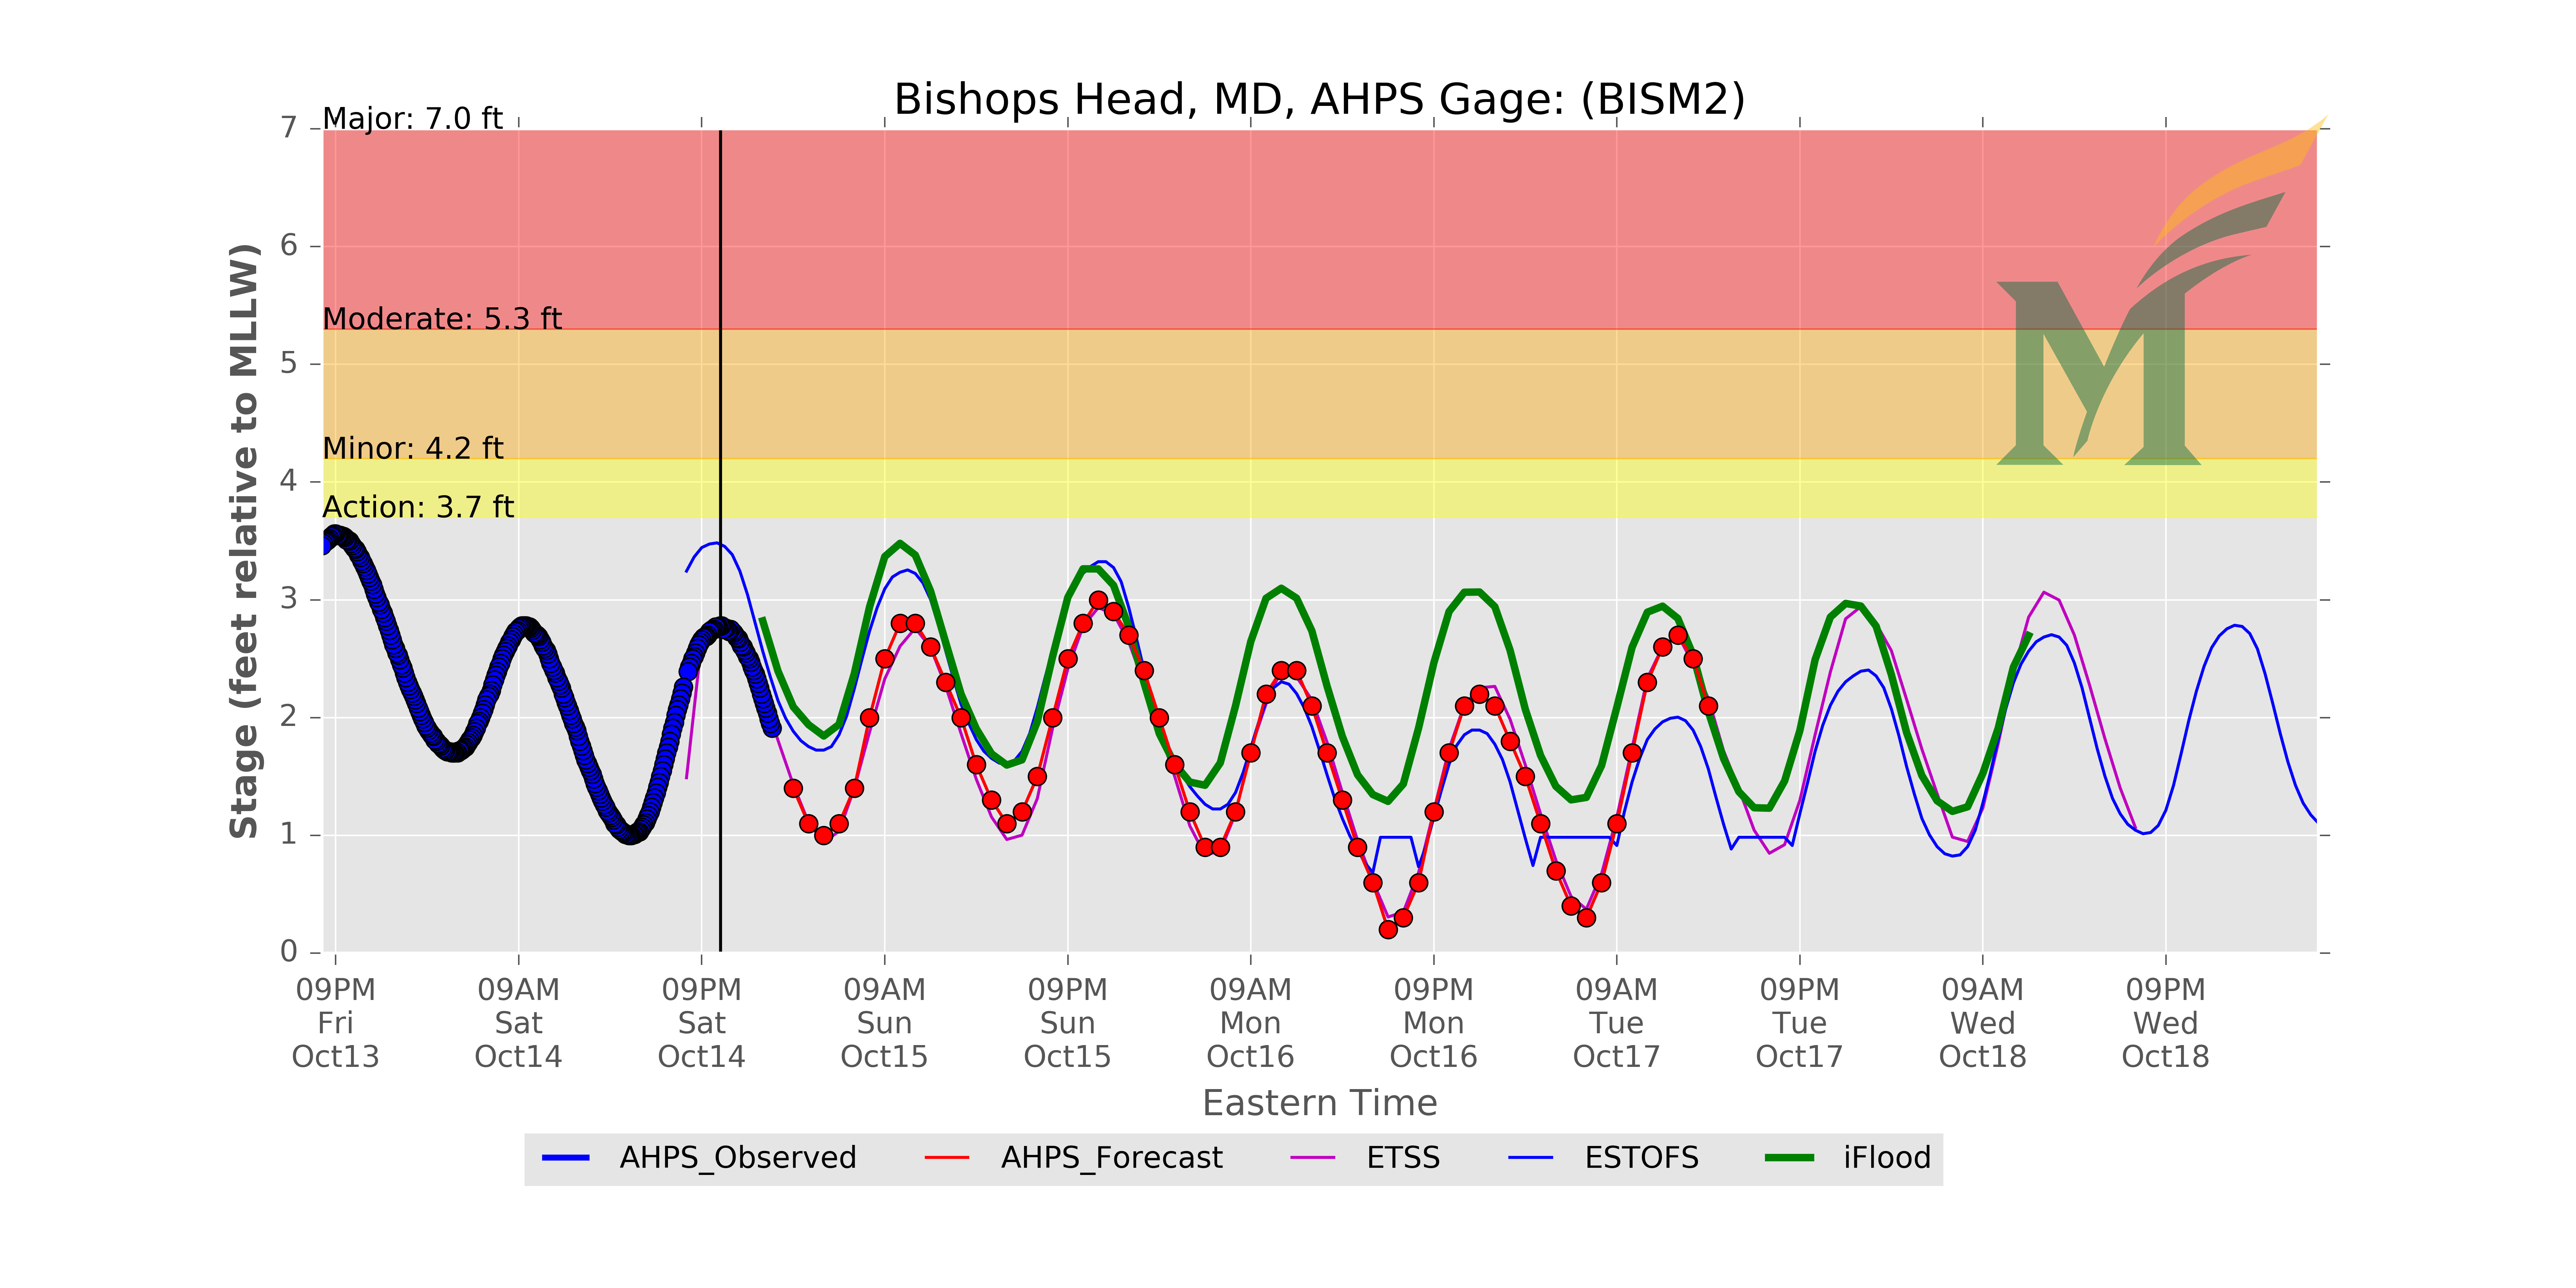 Bishops Head, MD, AHPS Gage: (BISM2)
Major: 7.0 ft
Moderate: 5.3 ft
Minor: 4.2 ft
Action: 3.7 ft
7
6
5
4
3
2
1
0
Stage (feet relative to MLLW)
09PM 09AM 09PM 09AM 09PM 09AM 09PM 09AM 09PM 09AM 09PM
Fri Sat Sat Sun Sun Mon Mon Tue Tue Wed Wed
Oct13 Oct14 Oct14 Oct15 Oct15 Oct16 Oct16 Oct17 Oct17 Oct18 Oct18
Eastern Time
AHPS_Observed AHPS_Forecast ETSS ESTOFS iFlood
M